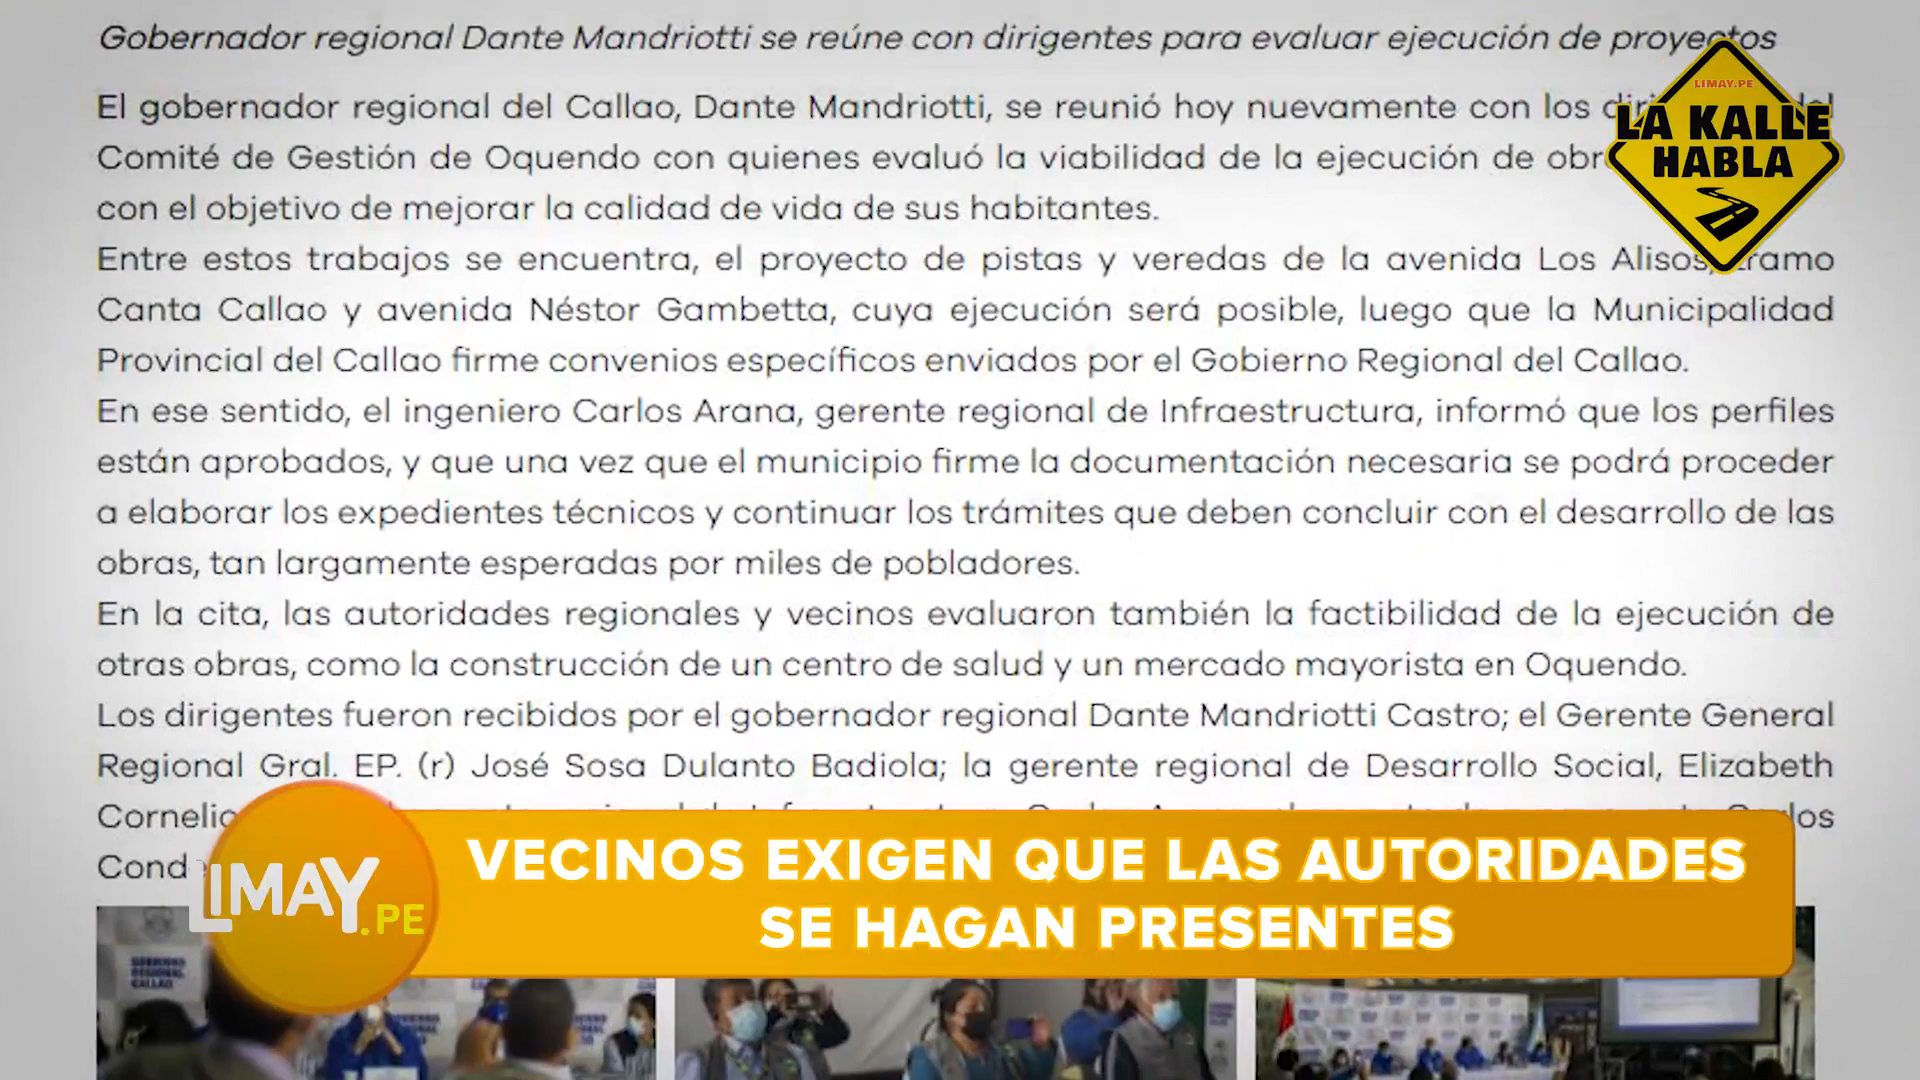 Gobernador regional Dante Mandriotti se reúne con dirigentes para evaluar ejecución de proyectos
El gobernador regional del Callao, Dante Mandriotti, se reunió hoy nuevamente con los
Comité de Gestión de Oquendo con quienes evaluó la viabilidad de la ejecución de
con el objetivo de mejorar la calidad de vida de sus habitantes.
Entre estos trabajos se encuentra, el proyecto de pistas y veredas de la avenida Los Alisos, tramo
Canta Callao y avenida Néstor Gambetta, cuya ejecución será posible, luego que la Municipalidad
Provincial del Callao firme convenios específicos enviados por el Gobierno Regional del Callao.
En ese sentido, el ingeniero Carlos Arana, gerente regional de Infraestructura, informó que los perfiles
están aprobados, y que una vez que el municipio firme la documentación necesaria se podrá proceder
a elaborar los expedientes técnicos y continuar los trámites que deben concluir con el desarrollo de las
obras, tan largamente esperadas por miles de pobladores.
En la cita, las autoridades regionales y vecinos evaluaron también la factibilidad de la ejecución de
otras obras, como la construcción de un centro de salud y un mercado mayorista en Oquendo.
Los dirigentes fueron recibidos por el gobernador regional Dante Mandriotti Castro; el Gerente General
Regional Gral. EP. (r) José Sosa Dulanto Badiola; la gerente regional de Desarrollo Social, Elizabeth
LIMAY.PE
LA KALLE
HABLA
LIMAY.PE
VECINOS EXIGEN QUE LAS AUTORIDADES
SE HAGAN PRESENTES
GOBIERNO
REGIONAL
CALLAO